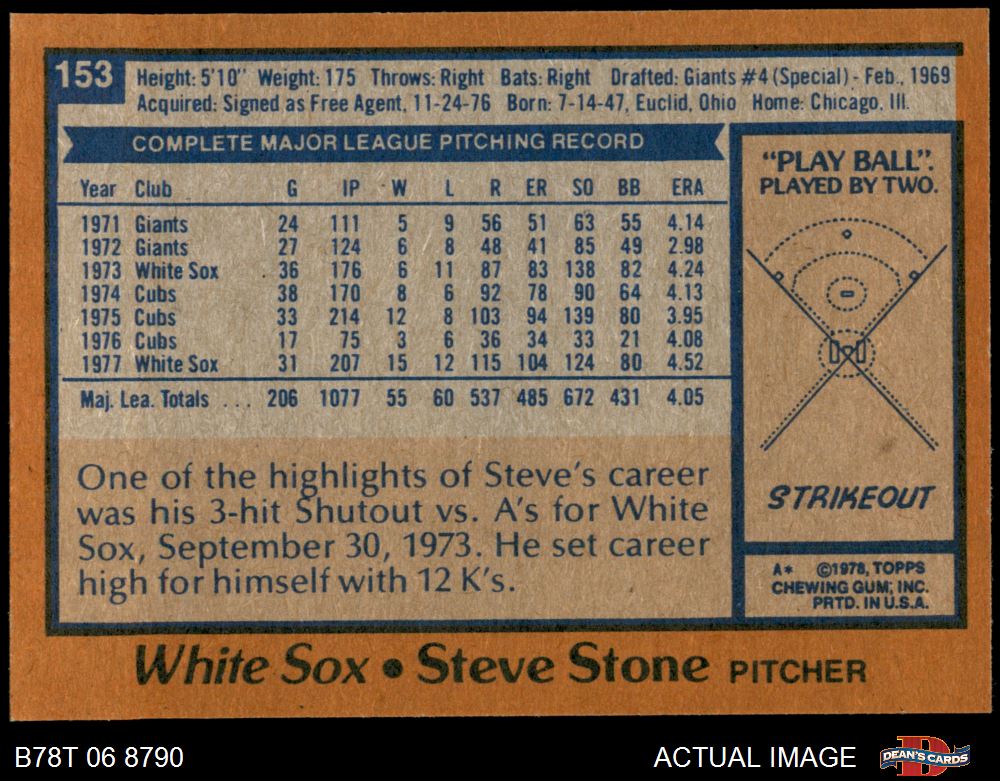 153
Height: 5'10" Weight: 175 Throws: Right Bats: Right Drafted: Giants #4 (Special) - Feb., 1969
Acquired: Signed as Free Agent, 11-24-76 Born: 7-14-47, Euclid, Ohio Home: Chicago, Ill.
COMPLETE MAJOR LEAGUE PITCHING RECORD
Year Club G IP W L R ER SO BB ERA
1971 Giants 24 111 5 9 56 51 63 55 4.14
1972 Giants 27 124 6 8 48 41 85 49 2.98
1973 White Sox 36 176 6 11 87 83 138 82 4.24
1974 Cubs 38 170 8 6 92 78 90 64 4.13
1975 Cubs 33 214 12 8 103 94 139 80 3.95
1976 Cubs 17 75 3 6 36 34 33 21 4.08
1977 White Sox 31 207 15 12 115 104 124 80 4.52
Maj. Lea. Totals ... 206 1077 55 60 537 485 672 431 4.05
One of the highlights of Steve's career
was his 3-hit Shutout vs. A's for White
Sox, September 30, 1973. He set career
high for himself with 12 K's.
"PLAY BALL".
PLAYED BY TWO.
STRIKEOUT
A* ©1978, TOPPS
CHEWING GUM, INC.
PRTD. IN U.S.A.
White Sox • Steve Stone PITCHER
B78T 06 8790
ACTUAL IMAGE
DEAN'S CARDS